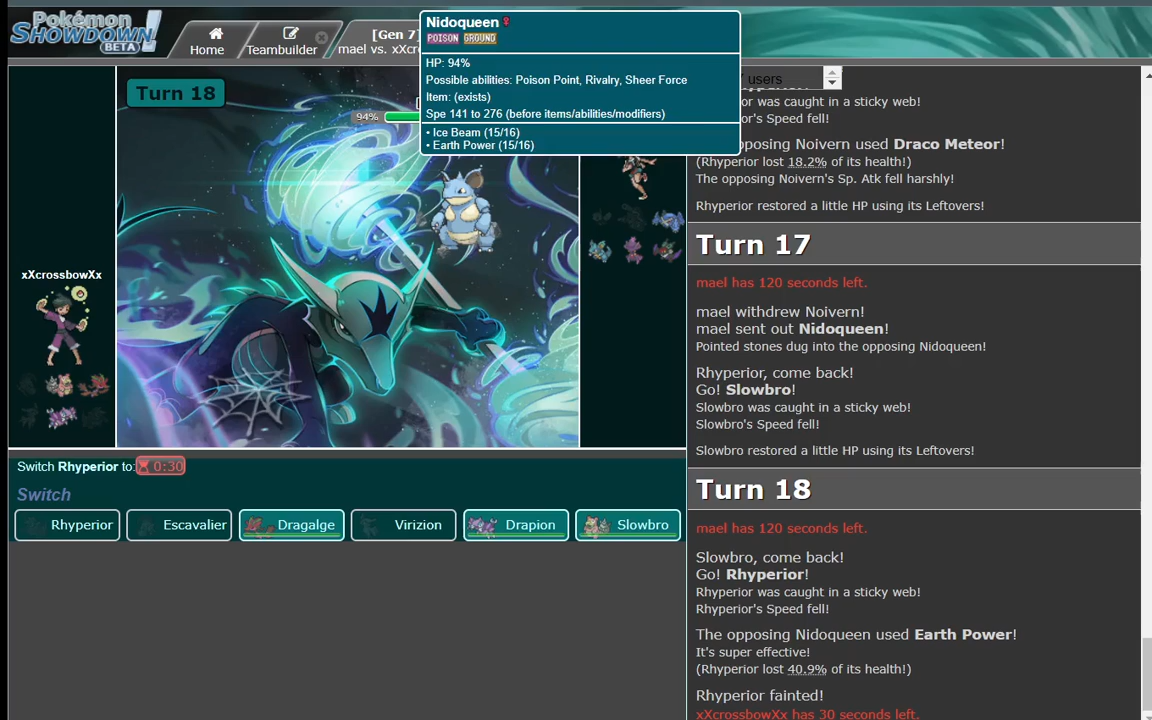 Pokémon
SHOWDOWN!
BETA
Home
Teambuilder
[Gen 7]
mael vs. xXcro
Nidoqueen ♀
POISON GROUND
HP: 94%
Possible abilities: Poison Point, Rivalry, Sheer Force
Item: (exists)
Spe 141 to 276 (before items/abilities/modifiers)
• Ice Beam (15/16)
• Earth Power (15/16)
Turn 18
94%
xXcrossbowXx
Switch Rhyperior to:
0:30
Switch
Rhyperior
Escavalier
Dragalge
Virizion
Drapion
Slowbro
users
or was caught in a sticky web!
or's Speed fell!
posing Noivern used Draco Meteor!
(Rhyperior lost 18.2% of its health!)
The opposing Noivern's Sp. Atk fell harshly!
Rhyperior restored a little HP using its Leftovers!
Turn 17
mael has 120 seconds left.
mael withdrew Noivern!
mael sent out Nidoqueen!
Pointed stones dug into the opposing Nidoqueen!
Rhyperior, come back!
Go! Slowbro!
Slowbro was caught in a sticky web!
Slowbro's Speed fell!
Slowbro restored a little HP using its Leftovers!
Turn 18
mael has 120 seconds left.
Slowbro, come back!
Go! Rhyperior!
Rhyperior was caught in a sticky web!
Rhyperior's Speed fell!
The opposing Nidoqueen used Earth Power!
It's super effective!
(Rhyperior lost 40.9% of its health!)
Rhyperior fainted!
xXcrossbowXx has 30 seconds left.